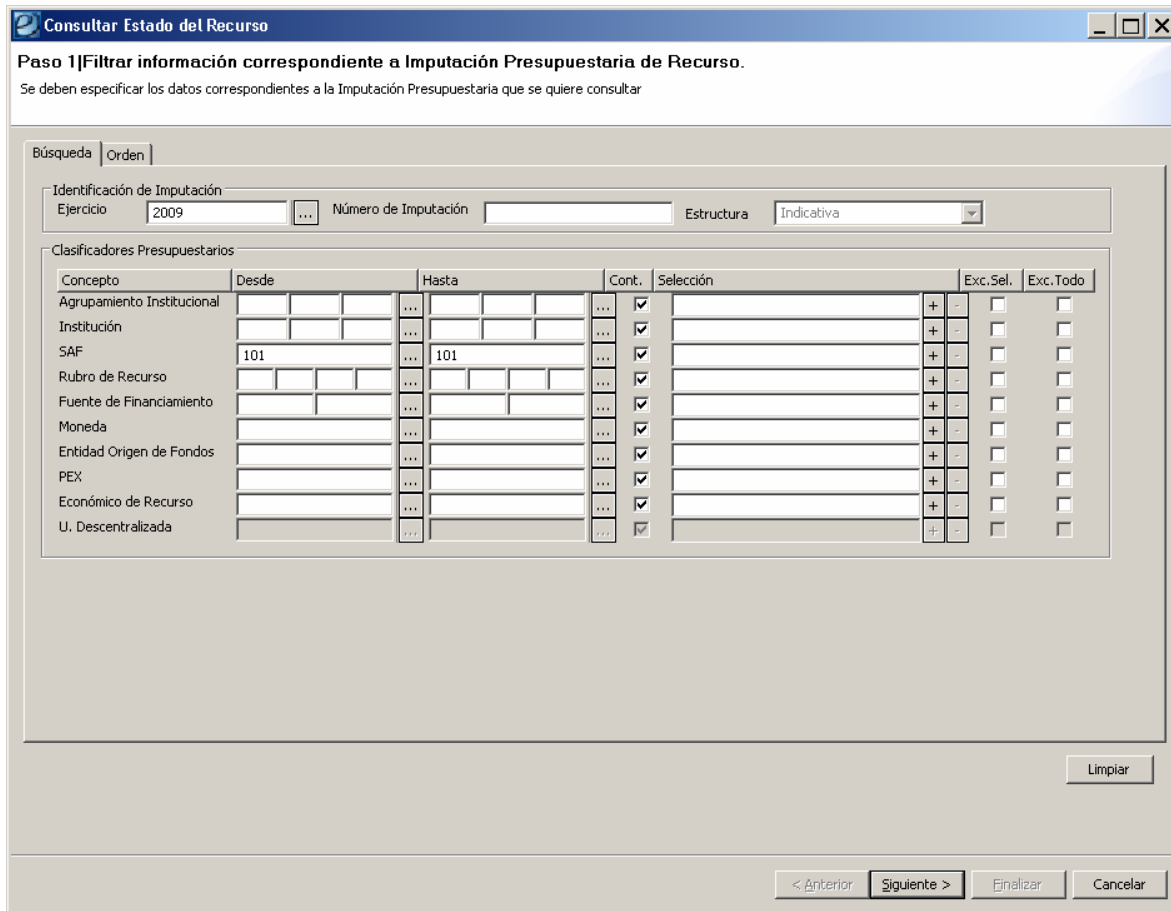 Consultar Estado del Recurso
Paso 1|Filtrar información correspondiente a Imputación Presupuestaria de Recurso.
Se deben especificar los datos correspondientes a la Imputación Presupuestaria que se quiere consultar
Búsqueda Orden
Identificación de Imputación
Ejercicio 2009 ... Número de Imputación Estructura Indicativa
Clasificadores Presupuestarios
Concepto Desde Hasta Cont. Selección Exc.Sel. Exc.Todo
Agrupamiento Institucional ... ... + -
Institución ... ... + -
SAF 101 ... 101 ... + -
Rubro de Recurso ... ... + -
Fuente de Financiamiento ... ... + -
Moneda ... ... + -
Entidad Origen de Fondos ... ... + -
PEX ... ... + -
Económico de Recurso ... ... + -
U. Descentralizada ... ... + -
Limpiar
< Anterior Siguiente > Finalizar Cancelar